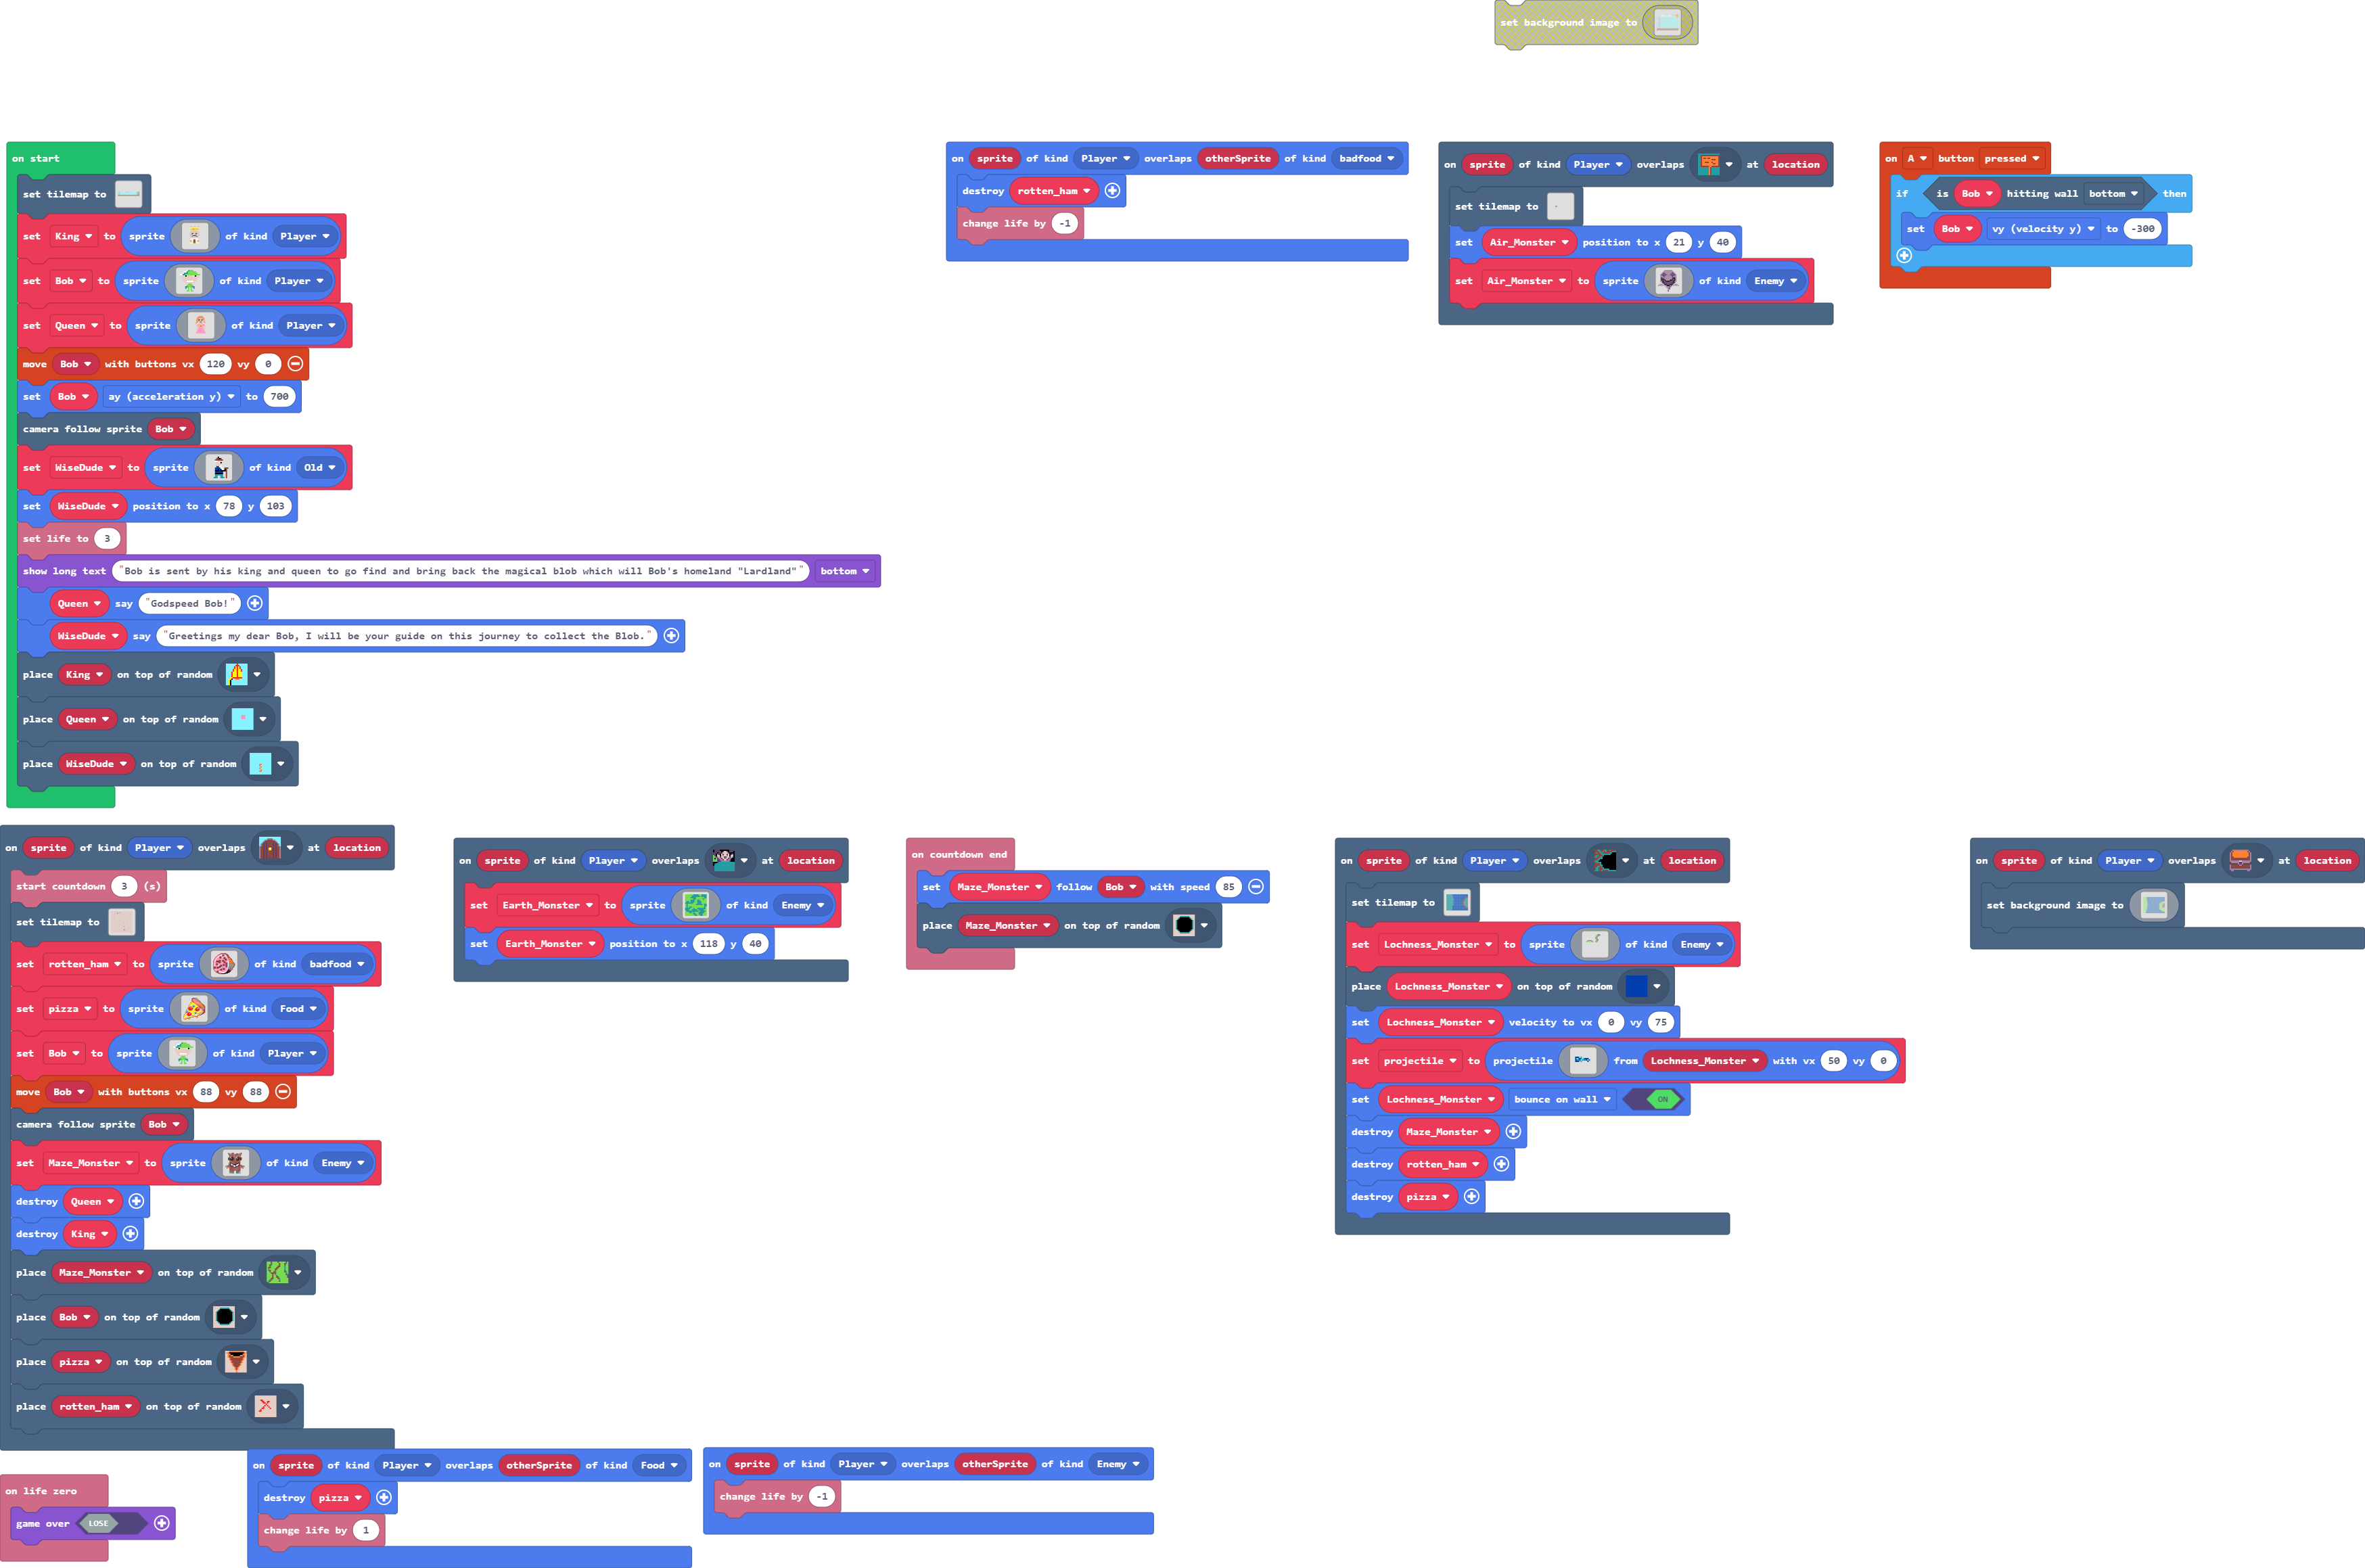 set background image to
on start
set tilemap to
set King to sprite of kind Player
set Bob to sprite of kind Player
set Queen to sprite of kind Player
move Bob with buttons vx 120 vy 0
set Bob ay (acceleration y) to 700
camera follow sprite Bob
set WiseDude to sprite of kind Old
set WiseDude position to x 78 y 103
set life to 3
show long text "Bob is sent by his king and queen to go find and bring back the magical blob which will Bob's homeland "Lardland"" bottom
Queen say "Godspeed Bob!"
WiseDude say "Greetings my dear Bob, I will be your guide on this journey to collect the Blob."
place King on top of random
place Queen on top of random
place WiseDude on top of random
on sprite of kind Player overlaps otherSprite of kind badfood
destroy rotten_ham
change life by -1
on sprite of kind Player overlaps at location
set tilemap to
set Air_Monster position to x 21 y 40
set Air_Monster to sprite of kind Enemy
on A button pressed
if is Bob hitting wall bottom then
set Bob vy (velocity y) to -300
on sprite of kind Player overlaps at location
start countdown 3 (s)
set tilemap to
set rotten_ham to sprite of kind badfood
set pizza to sprite of kind Food
set Bob to sprite of kind Player
move Bob with buttons vx 88 vy 88
camera follow sprite Bob
set Maze_Monster to sprite of kind Enemy
destroy Queen
destroy King
place Maze_Monster on top of random
place Bob on top of random
place pizza on top of random
place rotten_ham on top of random
on sprite of kind Player overlaps at location
set Earth_Monster to sprite of kind Enemy
set Earth_Monster position to x 118 y 40
on countdown end
set Maze_Monster follow Bob with speed 85
place Maze_Monster on top of random
on sprite of kind Player overlaps at location
set tilemap to
set Lochness_Monster to sprite of kind Enemy
place Lochness_Monster on top of random
set Lochness_Monster velocity to vx 0 vy 75
set projectile to projectile from Lochness_Monster with vx 50 vy 0
set Lochness_Monster bounce on wall ON
destroy Maze_Monster
destroy rotten_ham
destroy pizza
on sprite of kind Player overlaps at location
set background image to
on life zero
game over LOSE
on sprite of kind Player overlaps otherSprite of kind Food
destroy pizza
change life by 1
on sprite of kind Player overlaps otherSprite of kind Enemy
change life by -1